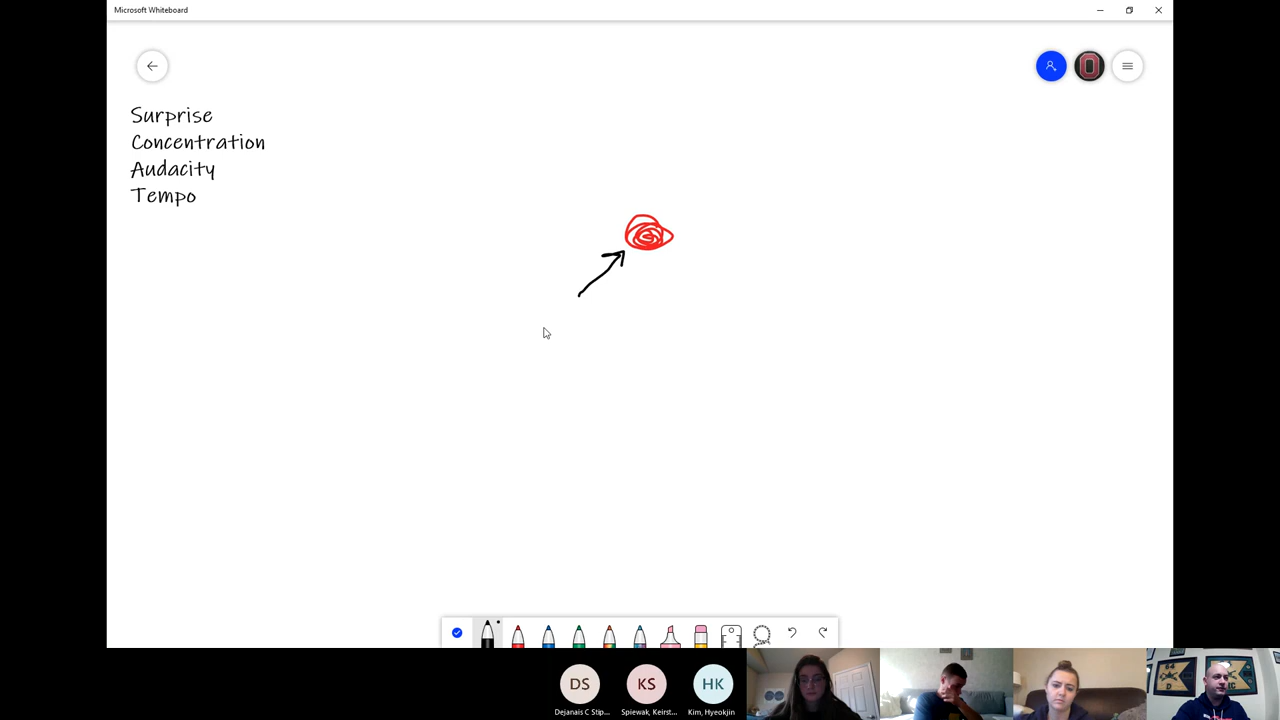 Microsoft Whiteboard
Surprise
Concentration
Audacity
Tempo
DS
KS
HK
Dejanais C Stip...
Spiewak, Keirst...
Kim, Hyeokjin